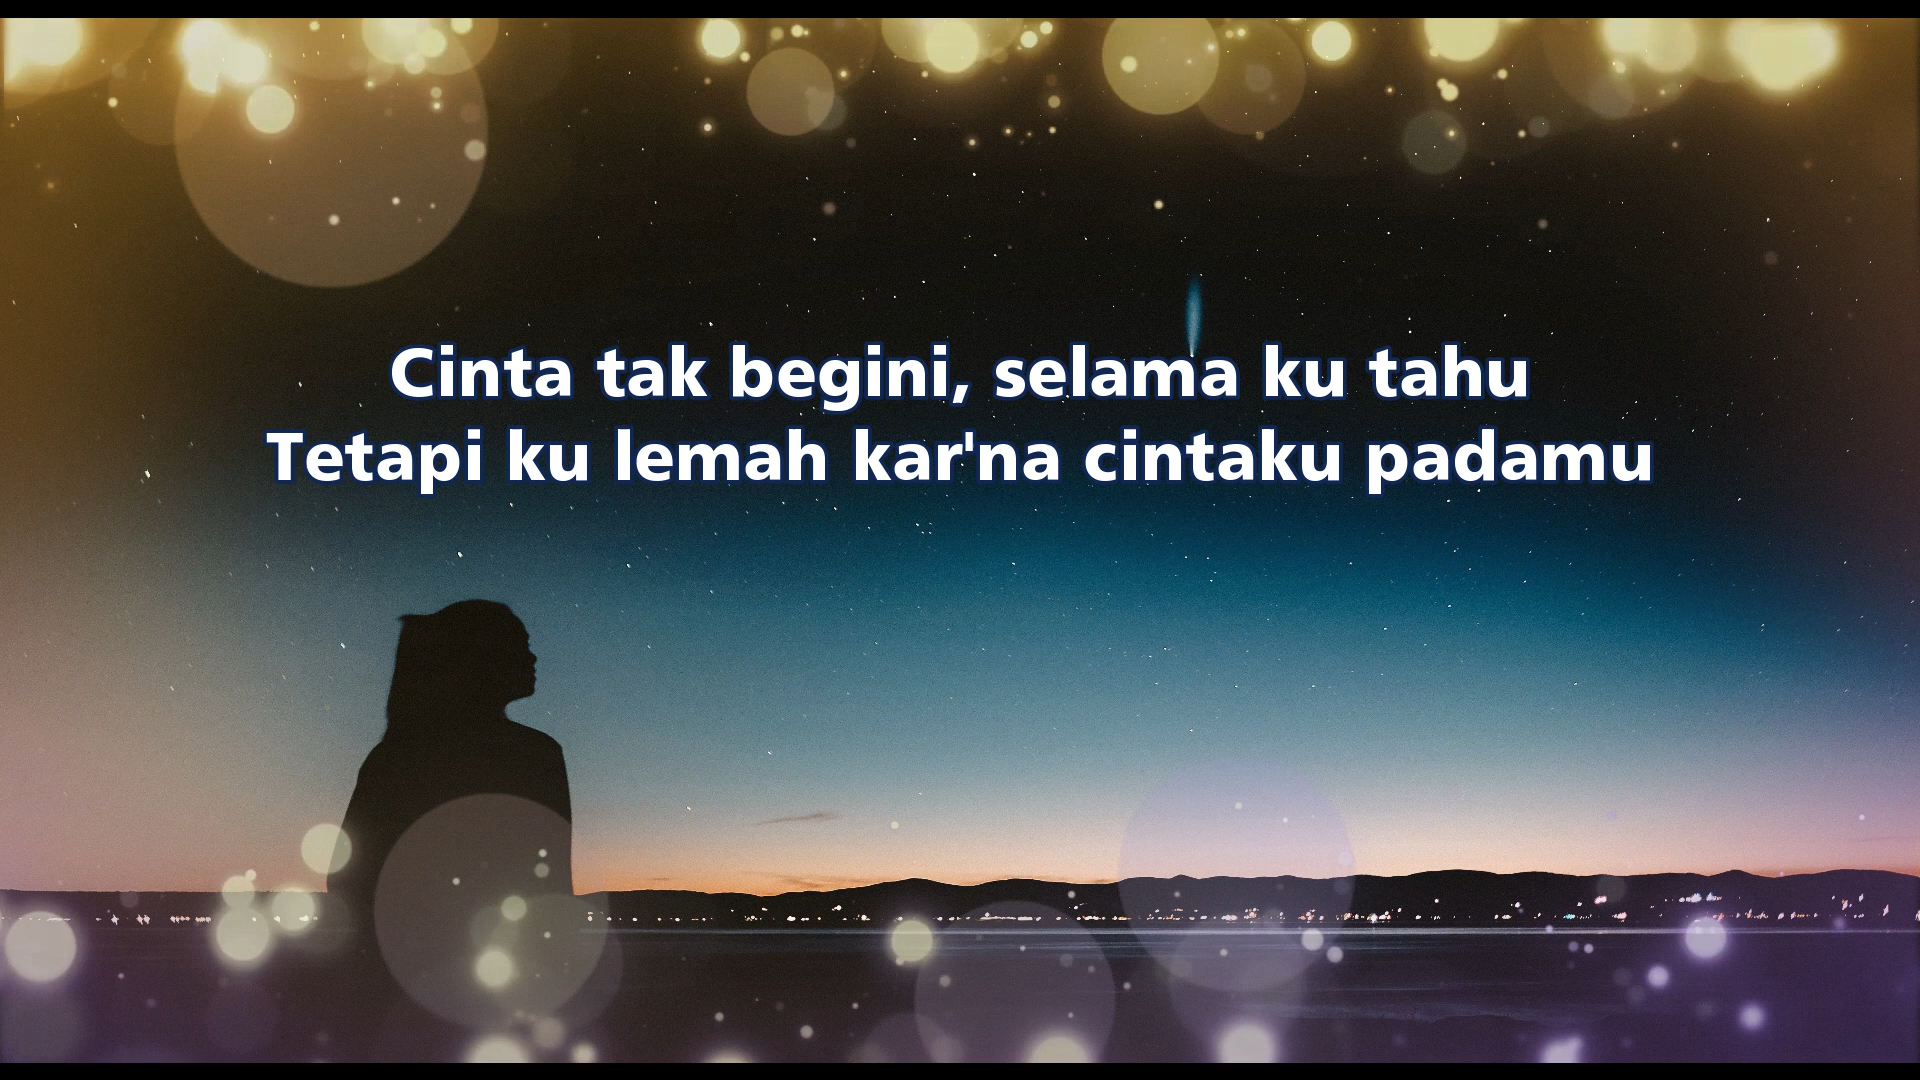 Cinta tak begini, selama ku tahu
Tetapi ku lemah kar'na cintaku padamu